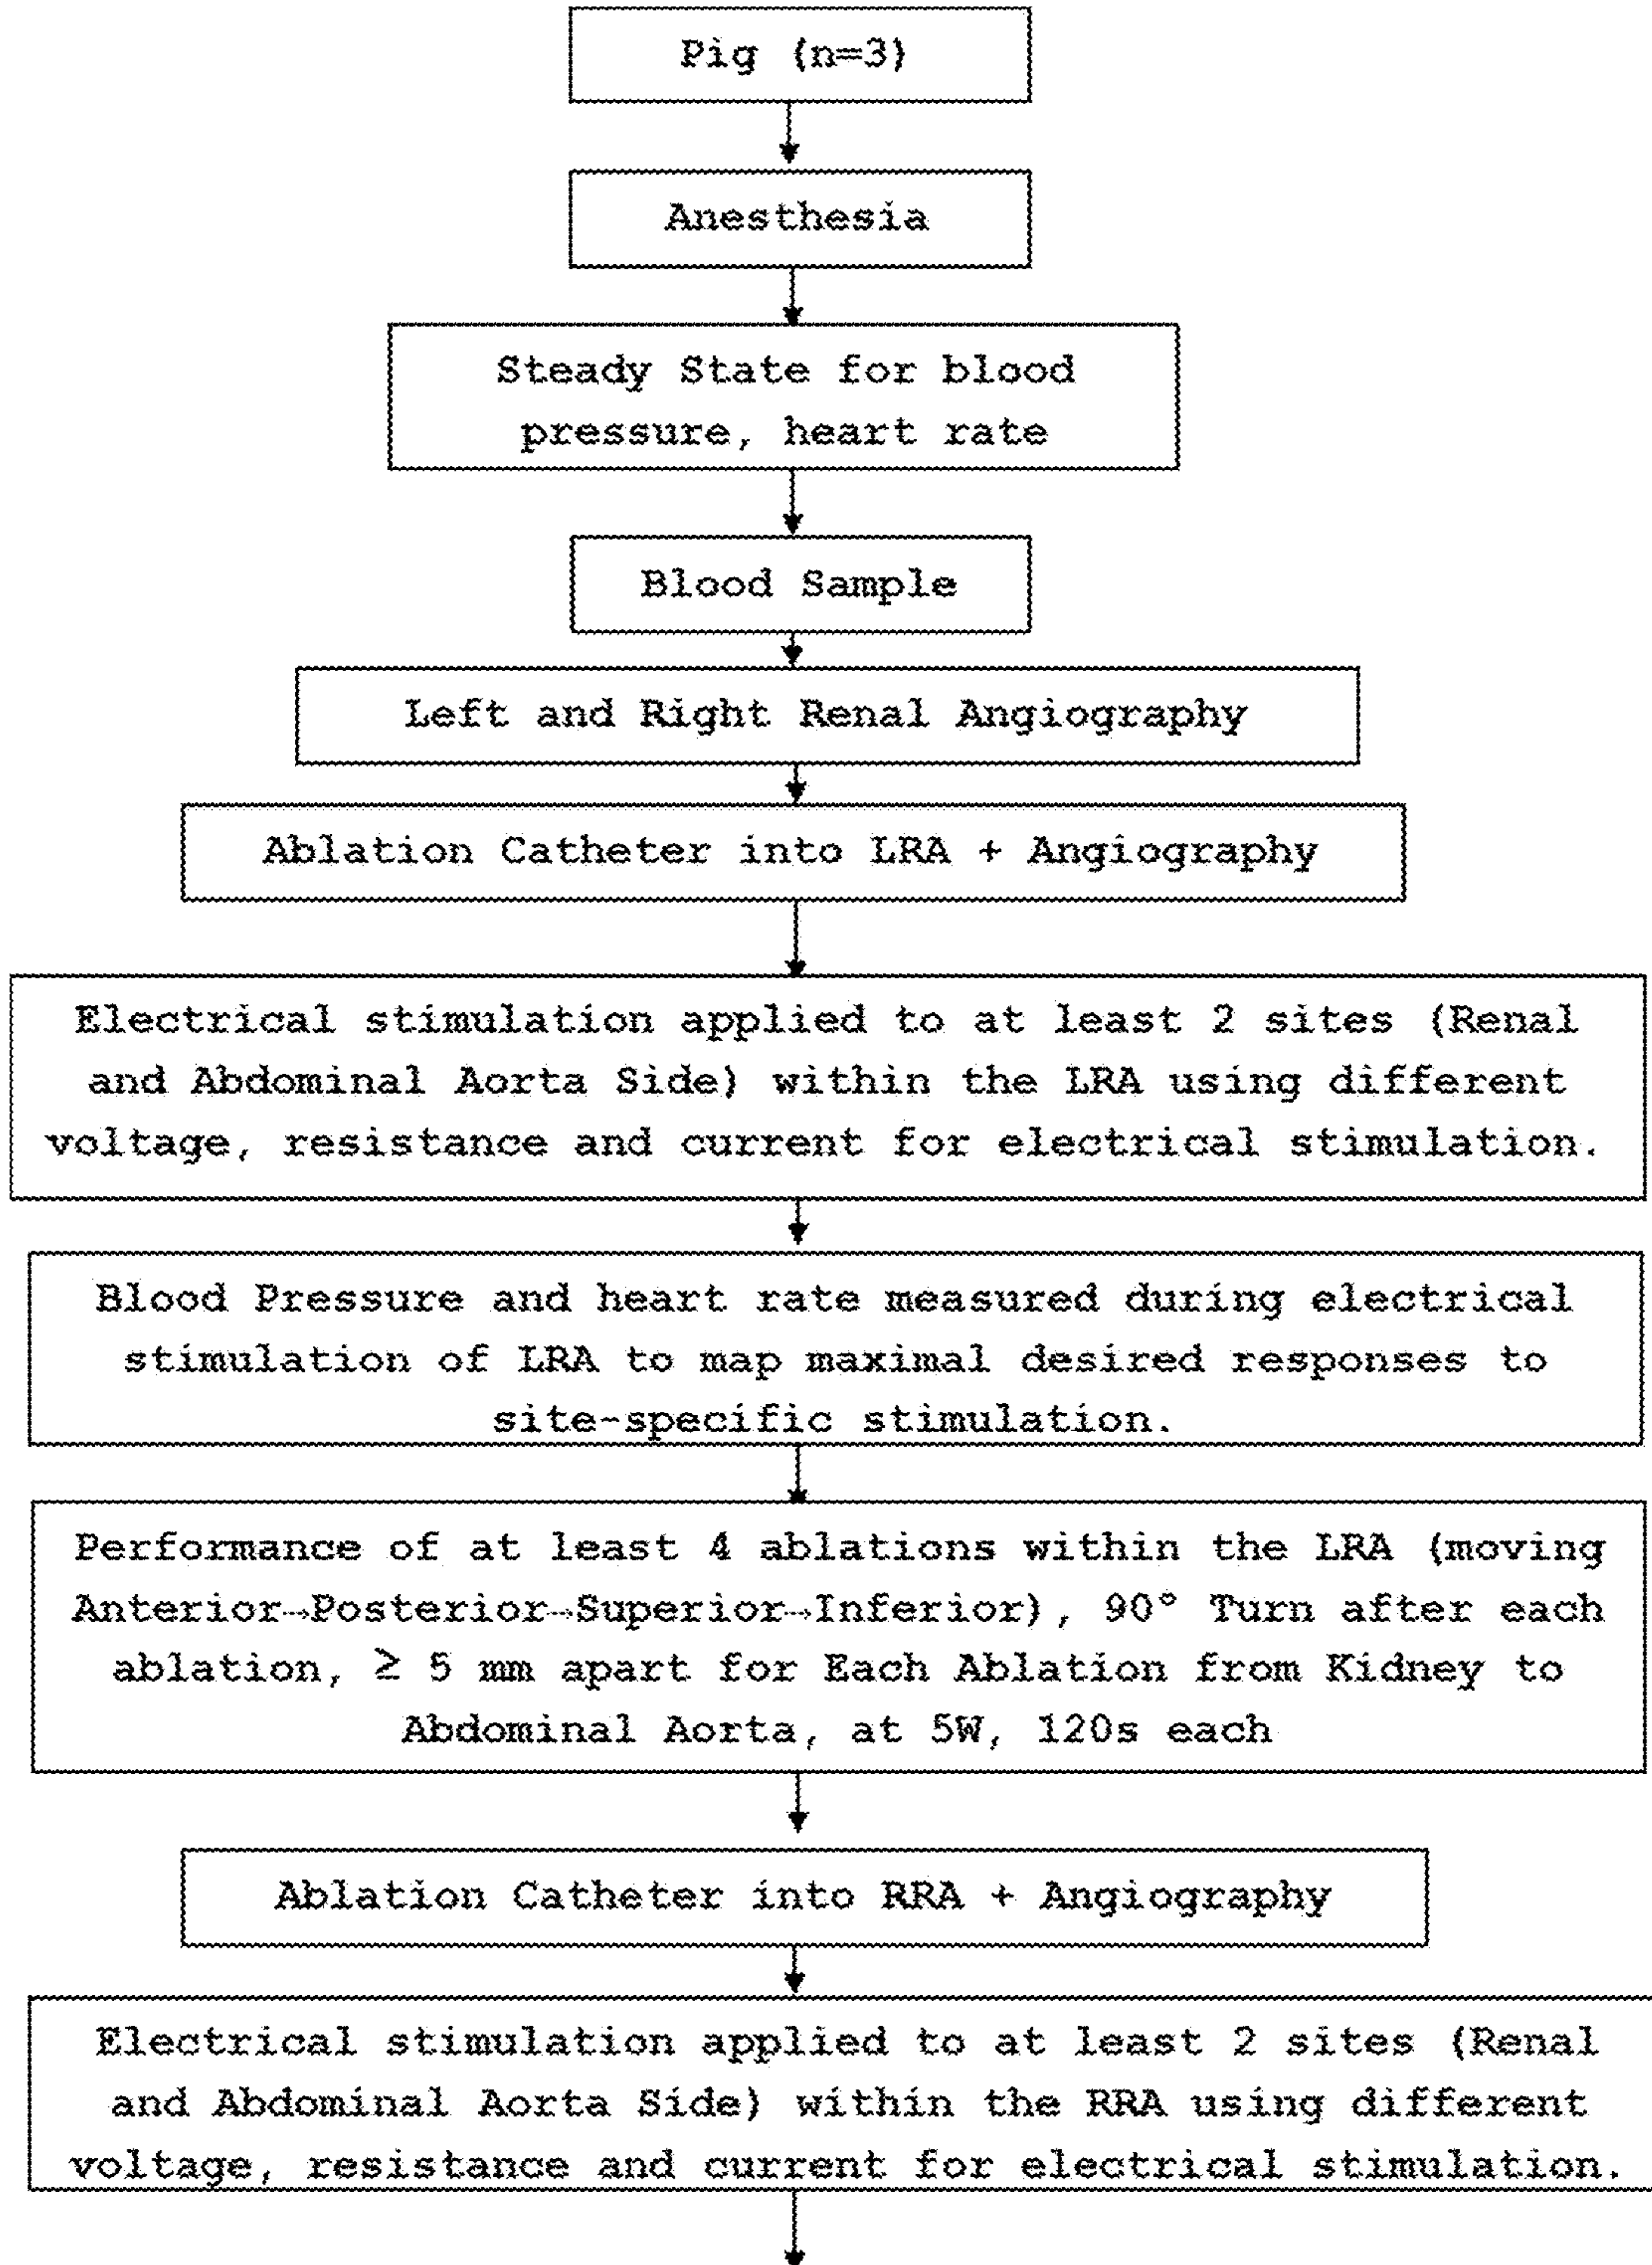 Pig (n=3)
Anesthesia
Steady State for blood
pressure, heart rate
Blood Sample
Left and Right Renal Angiography
Ablation Catheter into LRA + Angiography
Electrical stimulation applied to at least 2 sites (Renal
and Abdominal Aorta Side) within the LRA using different
voltage, resistance and current for electrical stimulation.
Blood Pressure and heart rate measured during electrical
stimulation of LRA to map maximal desired responses to
site-specific stimulation.
Performance of at least 4 ablations within the LRA (moving
Anterior→Posterior→Superior→Inferior), 90° Turn after each
ablation, ≥ 5 mm apart for Each Ablation from Kidney to
Abdominal Aorta, at 5W, 120s each
Ablation Catheter into RRA + Angiography
Electrical stimulation applied to at least 2 sites (Renal
and Abdominal Aorta Side) within the RRA using different
voltage, resistance and current for electrical stimulation.